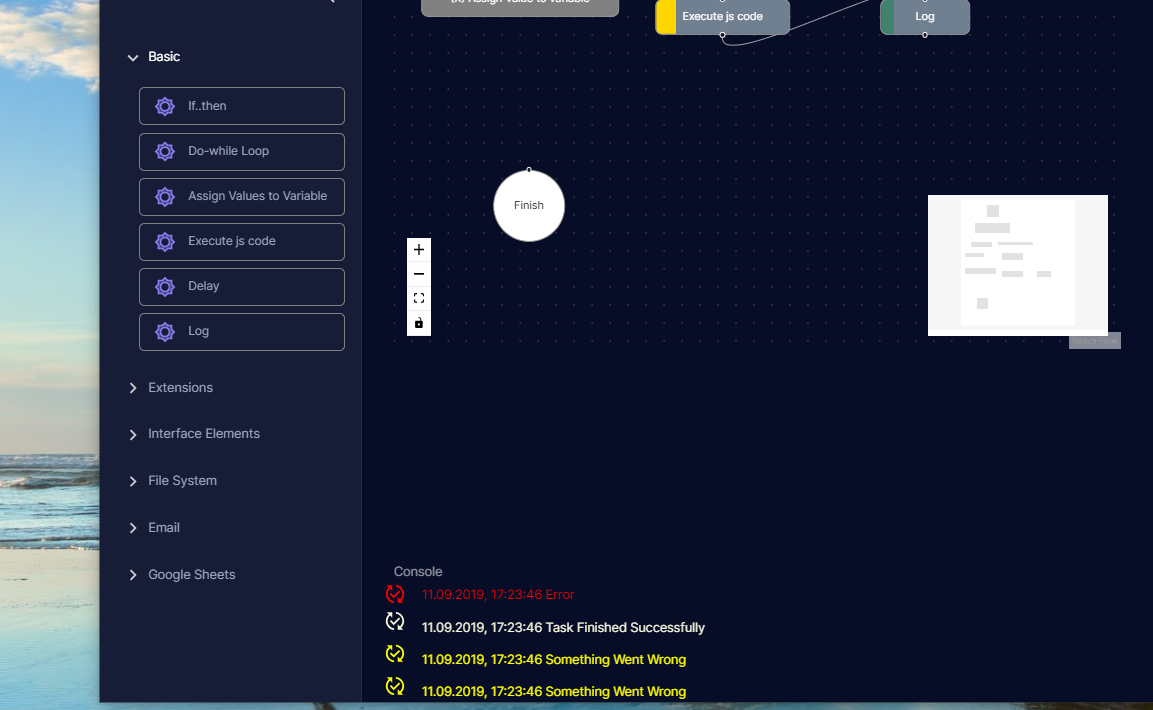 (X) Assign Value to Variable
Execute js code
Log
Basic
If..then
Do-while Loop
Assign Values to Variable
Execute js code
Delay
Log
Finish
React Flow
Extensions
Interface Elements
File System
Email
Google Sheets
Console
11.09.2019, 17:23:46 Error
11.09.2019, 17:23:46 Task Finished Successfully
11.09.2019, 17:23:46 Something Went Wrong
11.09.2019, 17:23:46 Something Went Wrong